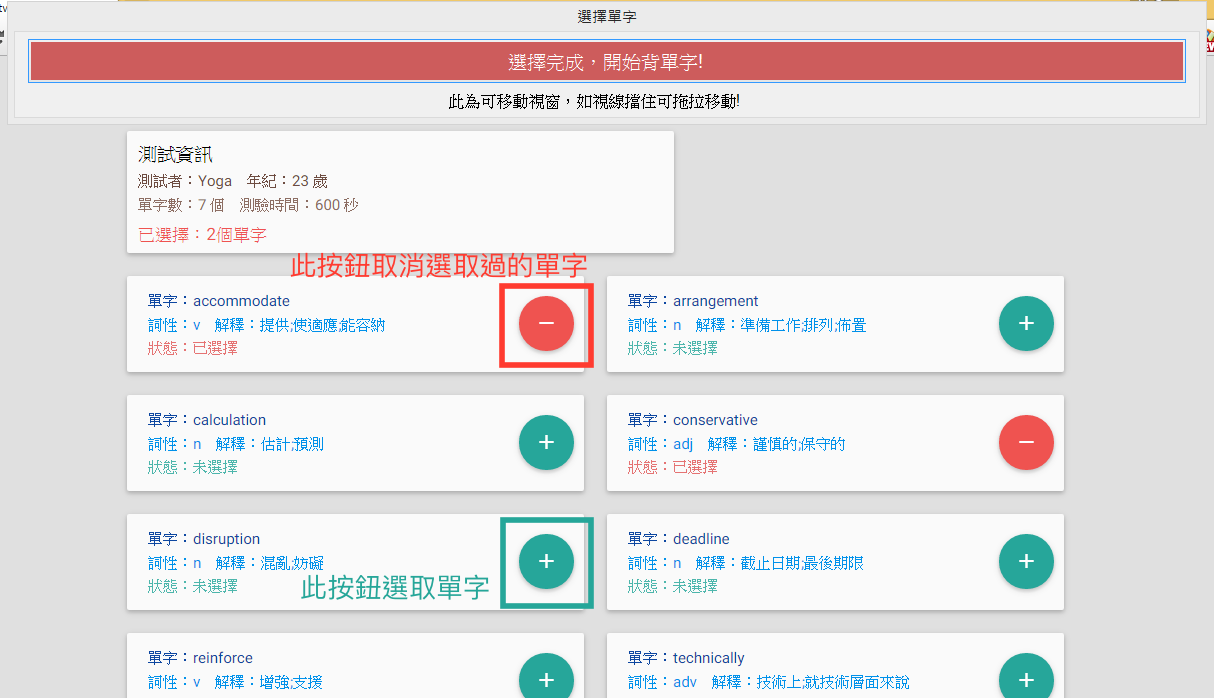 tv
選擇單字
選擇完成，開始背單字!
此為可移動視窗，如視線擋住可拖拉移動!
測試資訊
測試者：Yoga 年紀：23 歲
單字數：7 個 測驗時間：600 秒
已選擇：2個單字
此按鈕取消選取過的單字
單字：accommodate
詞性：v 解釋：提供;使適應;能容納
狀態：已選擇
單字：arrangement
詞性：n 解釋：準備工作;排列;佈置
狀態：未選擇
單字：calculation
詞性：n 解釋：估計;預測
狀態：未選擇
單字：conservative
詞性：adj 解釋：謹慎的;保守的
狀態：已選擇
單字：disruption
詞性：n 解釋：混亂;妨礙
狀態：未選擇
此按鈕選取單字
單字：deadline
詞性：n 解釋：截止日期;最後期限
狀態：未選擇
單字：reinforce
詞性：v 解釋：增強;支援
單字：technically
詞性：adv 解釋：技術上;就技術層面來說